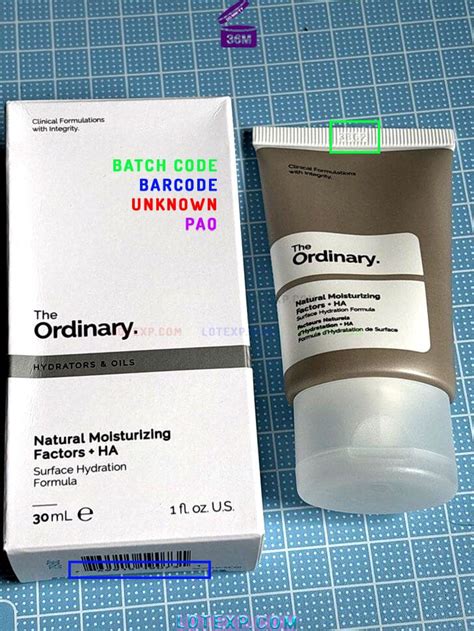 36M
Clinical Formulations
with Integrity.
BATCH CODE
BARCODE
UNKNOWN
PAO
The
Ordinary.
LOTEXP.COM
HYDRATORS & OILS
Natural Moisturizing
Factors + HA
Surface Hydration
Formula
30mL e
1 fl. oz. U.S.
Clinical Formulations
with Integrity.
The
Ordinary.
Natural Moisturizing
Factors + HA
Surface Hydration Formula
Facteurs Naturels
d'Hydratation + HA
Formule d'Hydratation de Surface
LOTEXP.COM